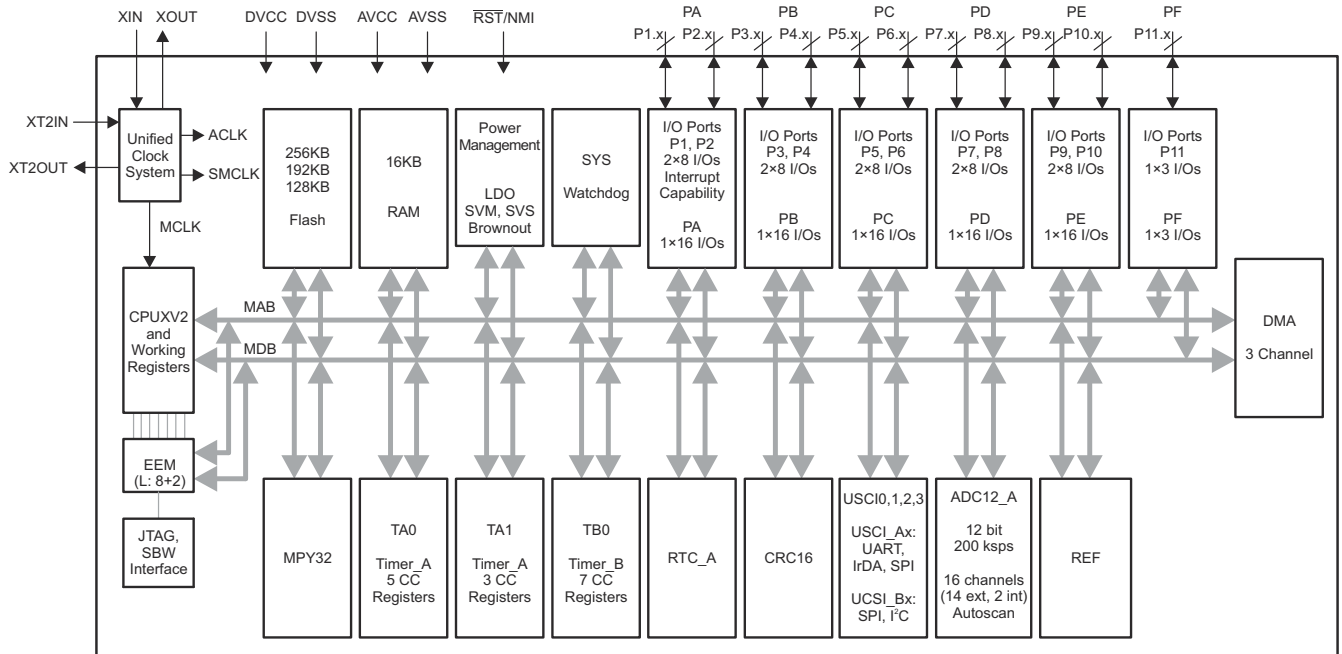 XIN XOUT DVCC DVSS AVCC AVSS RST/NMI PA PB PC PD PE PF
P1.x P2.x P3.x P4.x P5.x P6.x P7.x P8.x P9.x P10.x P11.x
XT2IN
XT2OUT
Unified
Clock
System
ACLK
SMCLK
MCLK
256KB
192KB
128KB
Flash
16KB
RAM
Power
Management
LDO
SVM, SVS
Brownout
SYS
Watchdog
I/O Ports
P1, P2
2×8 I/Os
Interrupt
Capability
PA
1×16 I/Os
I/O Ports
P3, P4
2×8 I/Os
PB
1×16 I/Os
I/O Ports
P5, P6
2×8 I/Os
PC
1×16 I/Os
I/O Ports
P7, P8
2×8 I/Os
PD
1×16 I/Os
I/O Ports
P9, P10
2×8 I/Os
PE
1×16 I/Os
I/O Ports
P11
1×3 I/Os
PF
1×3 I/Os
CPUXV2
and
Working
Registers
MAB
MDB
DMA
3 Channel
EEM
(L: 8+2)
JTAG,
SBW
Interface
MPY32
TA0
Timer_A
5 CC
Registers
TA1
Timer_A
3 CC
Registers
TB0
Timer_B
7 CC
Registers
RTC_A
CRC16
USCI0,1,2,3
USCI_Ax:
UART,
IrDA, SPI
UCSI_Bx:
SPI, I²C
ADC12_A
12 bit
200 ksps
16 channels
(14 ext, 2 int)
Autoscan
REF